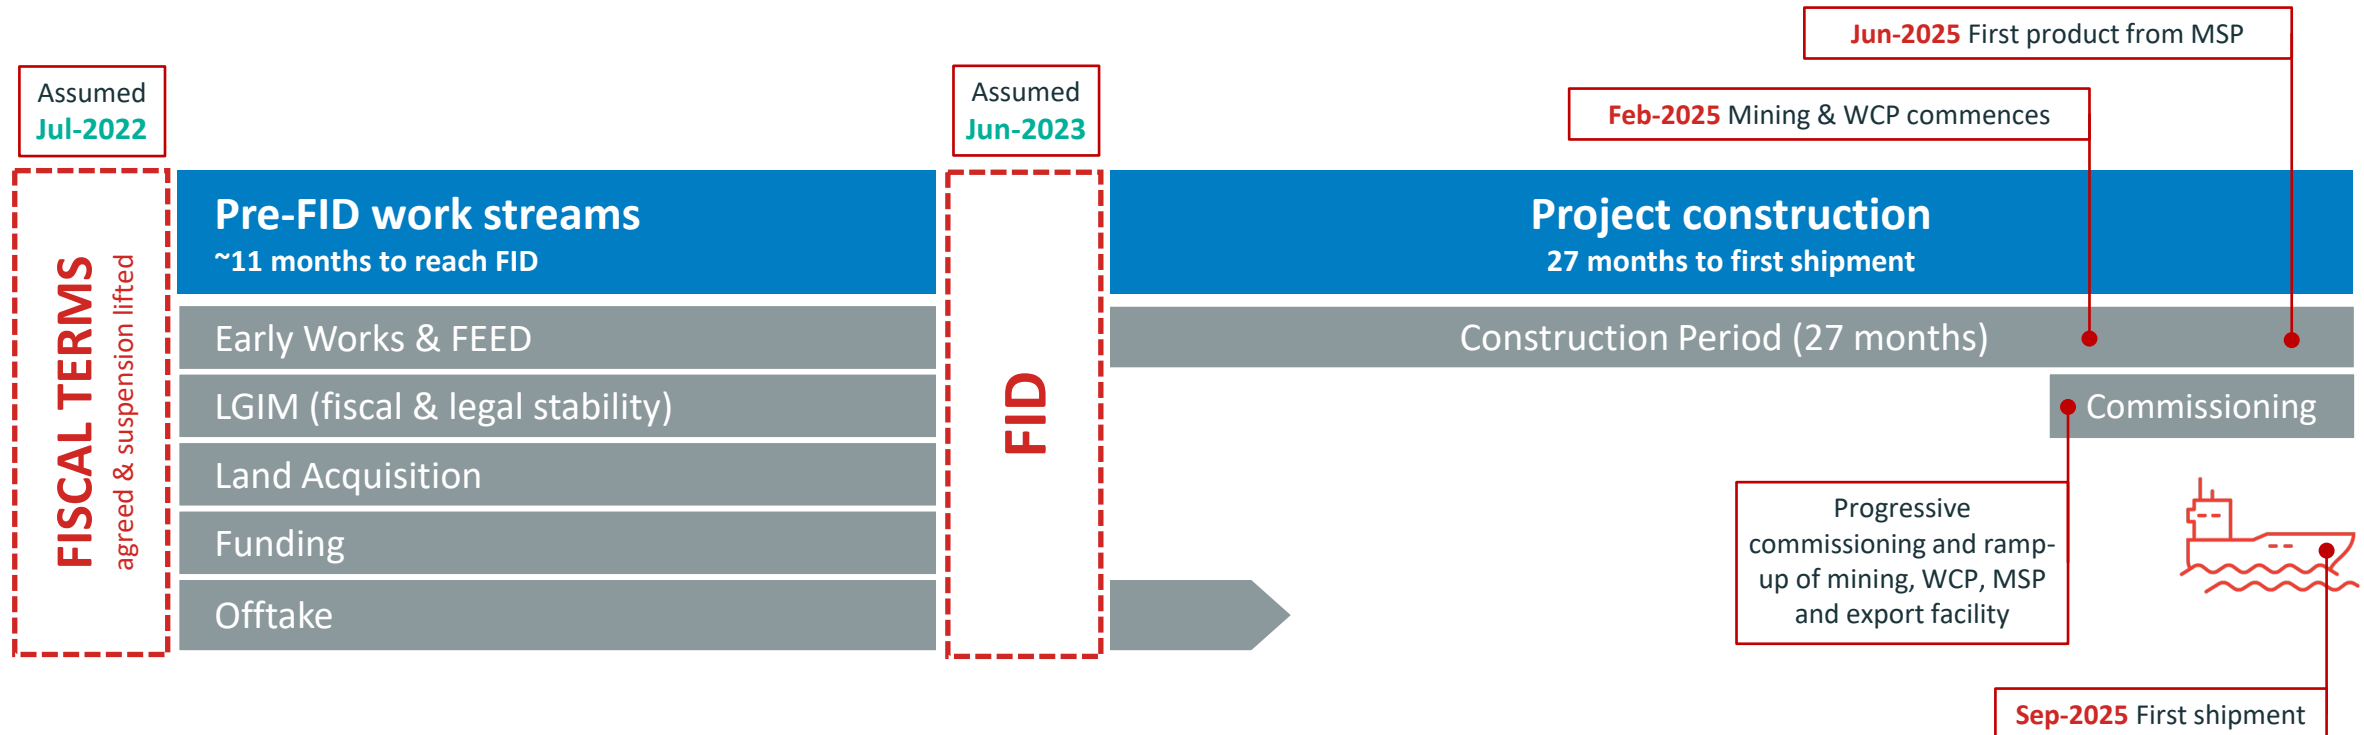 Jun-2025 First product from MSP
Assumed
Jul-2022
Assumed
Jun-2023
Feb-2025 Mining & WCP commences
FISCAL TERMS
agreed & suspension lifted
Pre-FID work streams
~11 months to reach FID
FID
Project construction
27 months to first shipment
Early Works & FEED
Construction Period (27 months)
LGIM (fiscal & legal stability)
Commissioning
Land Acquisition
Funding
Offtake
Progressive
commissioning and ramp-
up of mining, WCP, MSP
and export facility
Sep-2025 First shipment